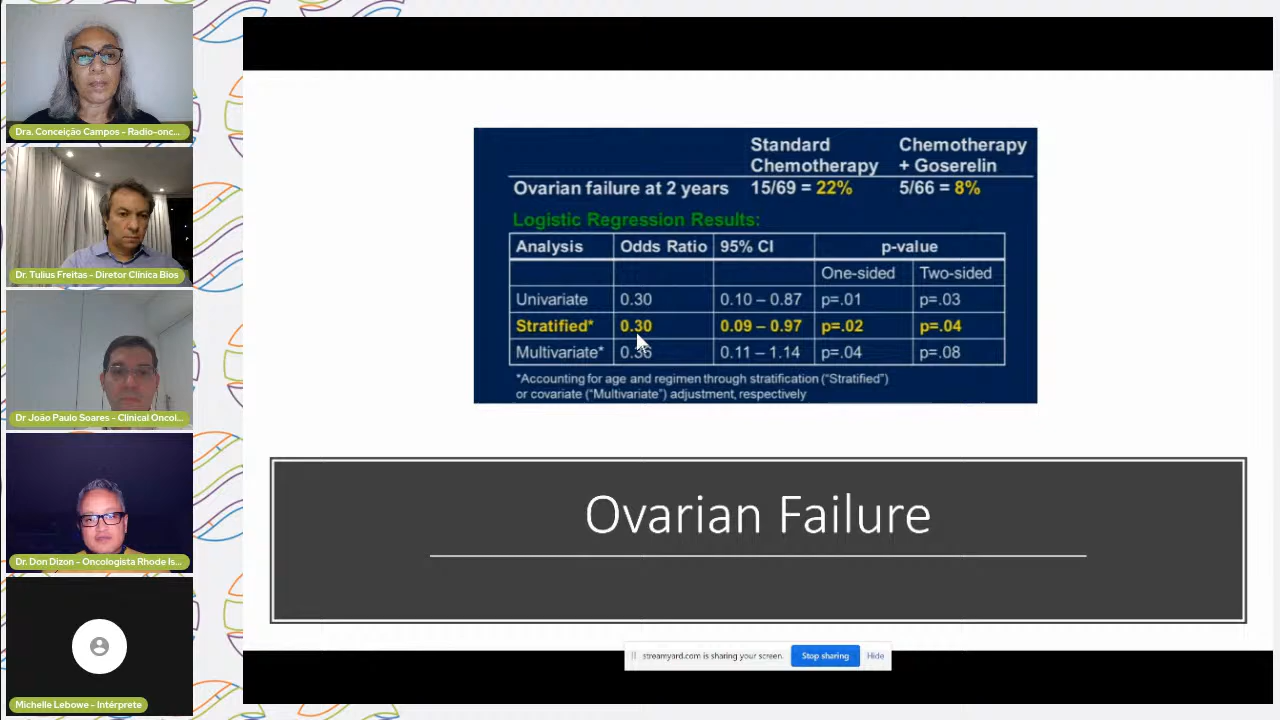 Dra. Conceição Campos - Radio-onc...
Dr. Tulius Freitas - Diretor Clínica Bios
Dr João Paulo Soares - Clinical Oncol...
Dr. Don Dizon - Oncologista Rhode Is...
Michelle Lebowe - Intérprete
Standard Chemotherapy + Goserelin
Chemotherapy
Ovarian failure at 2 years 15/69 = 22% 5/66 = 8%
Logistic Regression Results:
Analysis Odds Ratio 95% CI p-value
One-sided Two-sided
Univariate 0.30 0.10 – 0.87 p=.01 p=.03
Stratified* 0.30 0.09 – 0.97 p=.02 p=.04
Multivariate* 0.36 0.11 – 1.14 p=.04 p=.08
*Accounting for age and regimen through stratification ("Stratified")
or covariate ("Multivariate") adjustment, respectively
Ovarian Failure
streamyard.com is sharing your screen. Stop sharing Hide